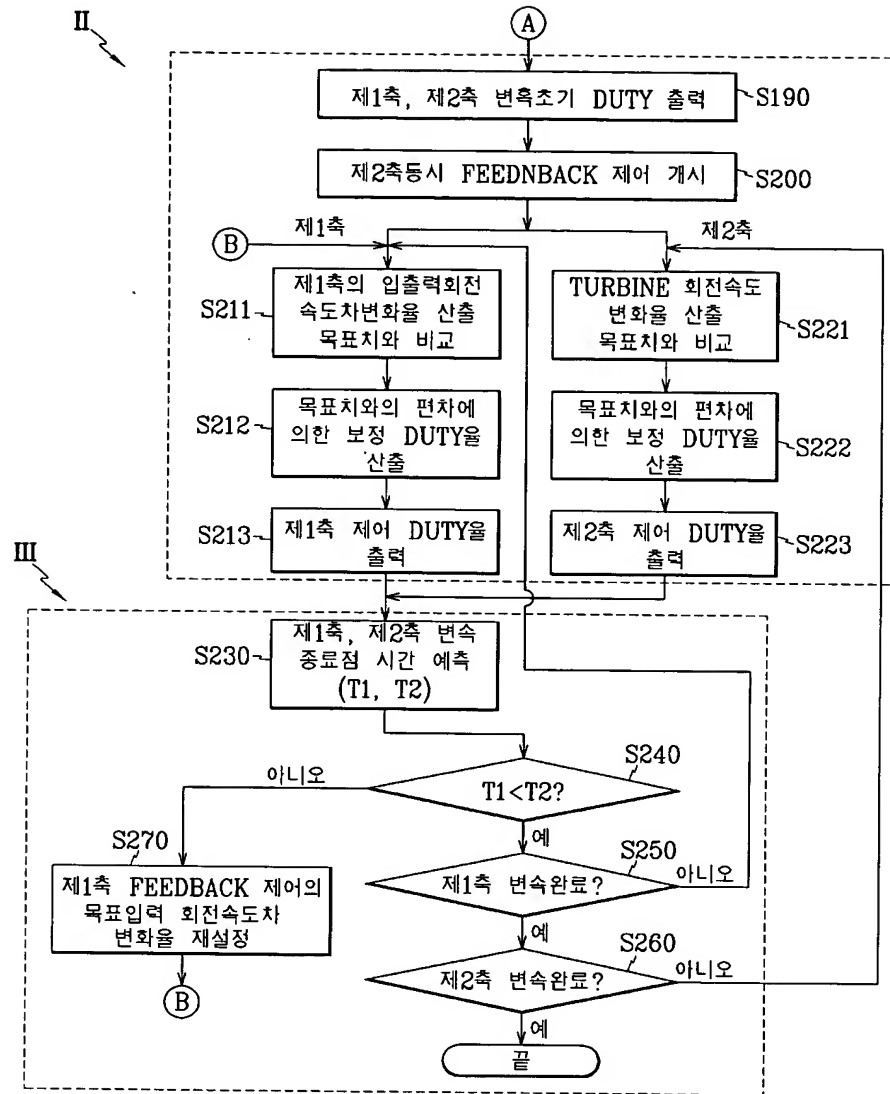 II
A
제1축, 제2축 변혹초기 DUTY 출력
S190
제2축동시 FEEDNBACK 제어 개시
S200
B
제1축
제2축
제1축의 입출력회전
속도차변화율 산출
목표치와 비교
S211
TURBINE 회전속도
변화율 산출
목표치와 비교
S221
목표치와의 편차에
의한 보정 DUTY율
산출
S212
목표치와의 편차에
의한 보정 DUTY율
산출
S222
제1축 제어 DUTY율
출력
S213
제2축 제어 DUTY율
출력
S223
III
제1축, 제2축 변속
종료점 시간 예측
(T1, T2)
S230
S240
T1<T2?
아니오
예
S270
제1축 FEEDBACK 제어의
목표입력 회전속도차
변화율 재설정
B
S250
제1축 변속완료?
아니오
예
S260
제2축 변속완료?
아니오
예
끝